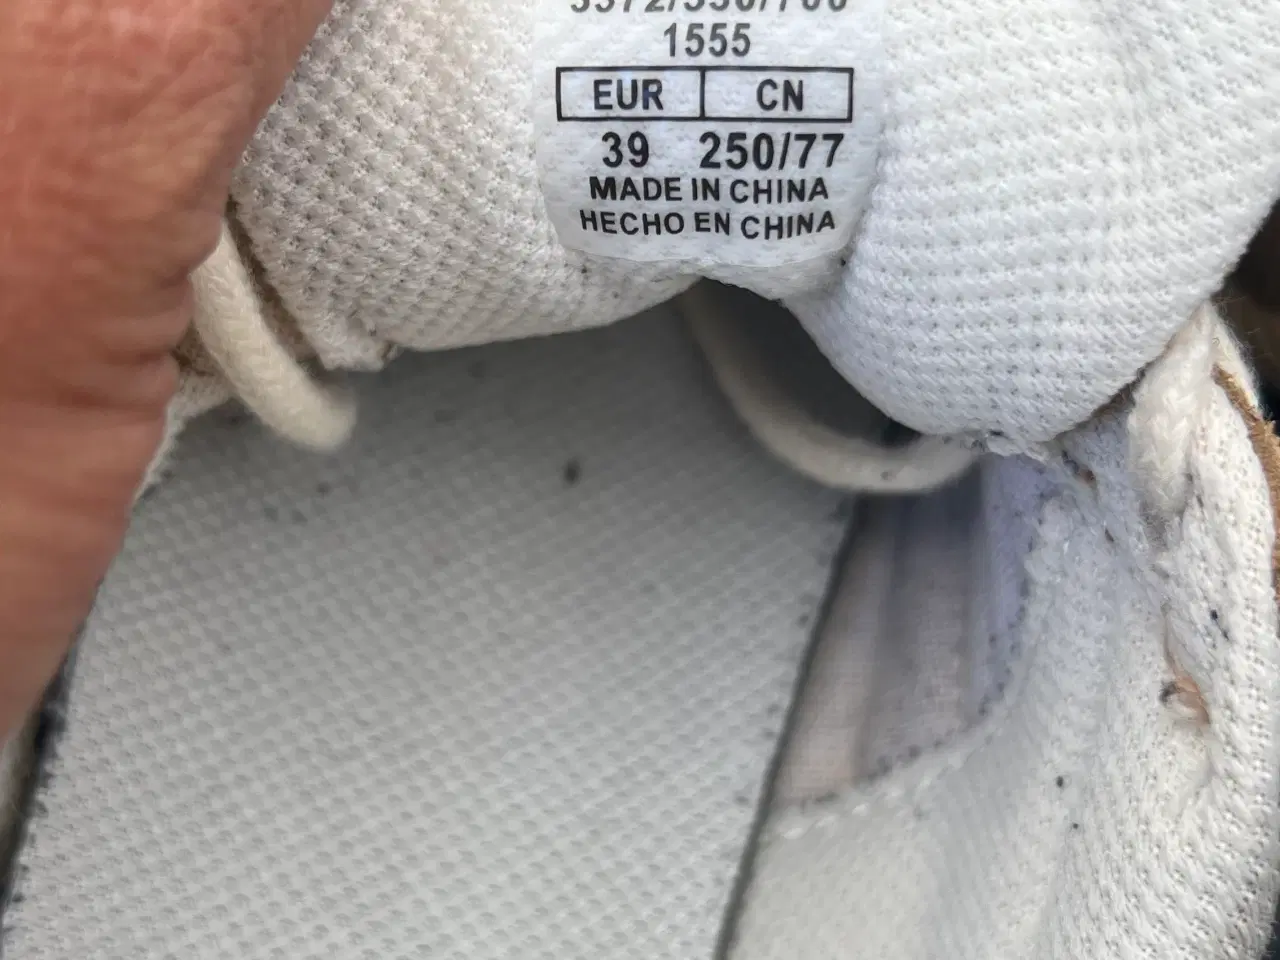 1555
EUR CN
39 250/77
MADE IN CHINA
HECHO EN CHINA